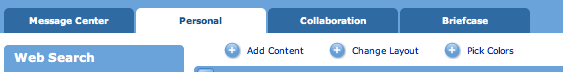 Message Center Personal Collaboration Briefcase
Add Content Change Layout Pick Colors
Web Search